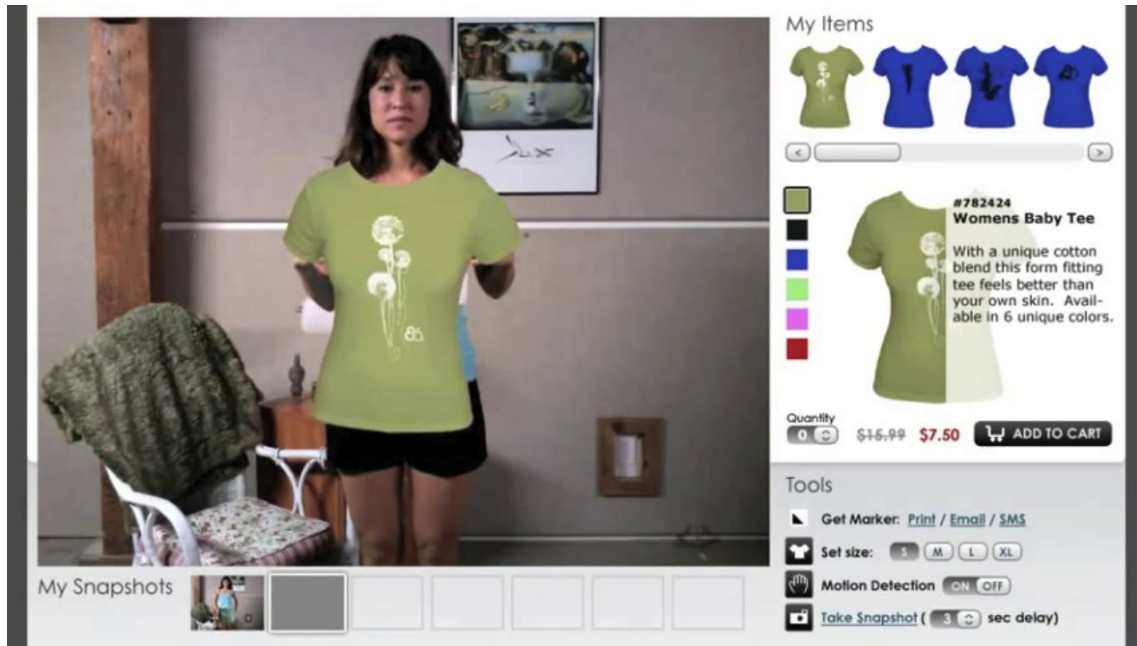 My Items
<
>
#782424
Womens Baby Tee
With a unique cotton
blend this form fitting
tee feels better than
your own skin. Avail-
able in 6 unique colors.
Quantity
0
$15.99 $7.50 ADD TO CART
Tools
Get Marker: Print / Email / SMS
Set size: S M L XL
Motion Detection ON OFF
Take Snapshot ( 3 sec delay)
My Snapshots